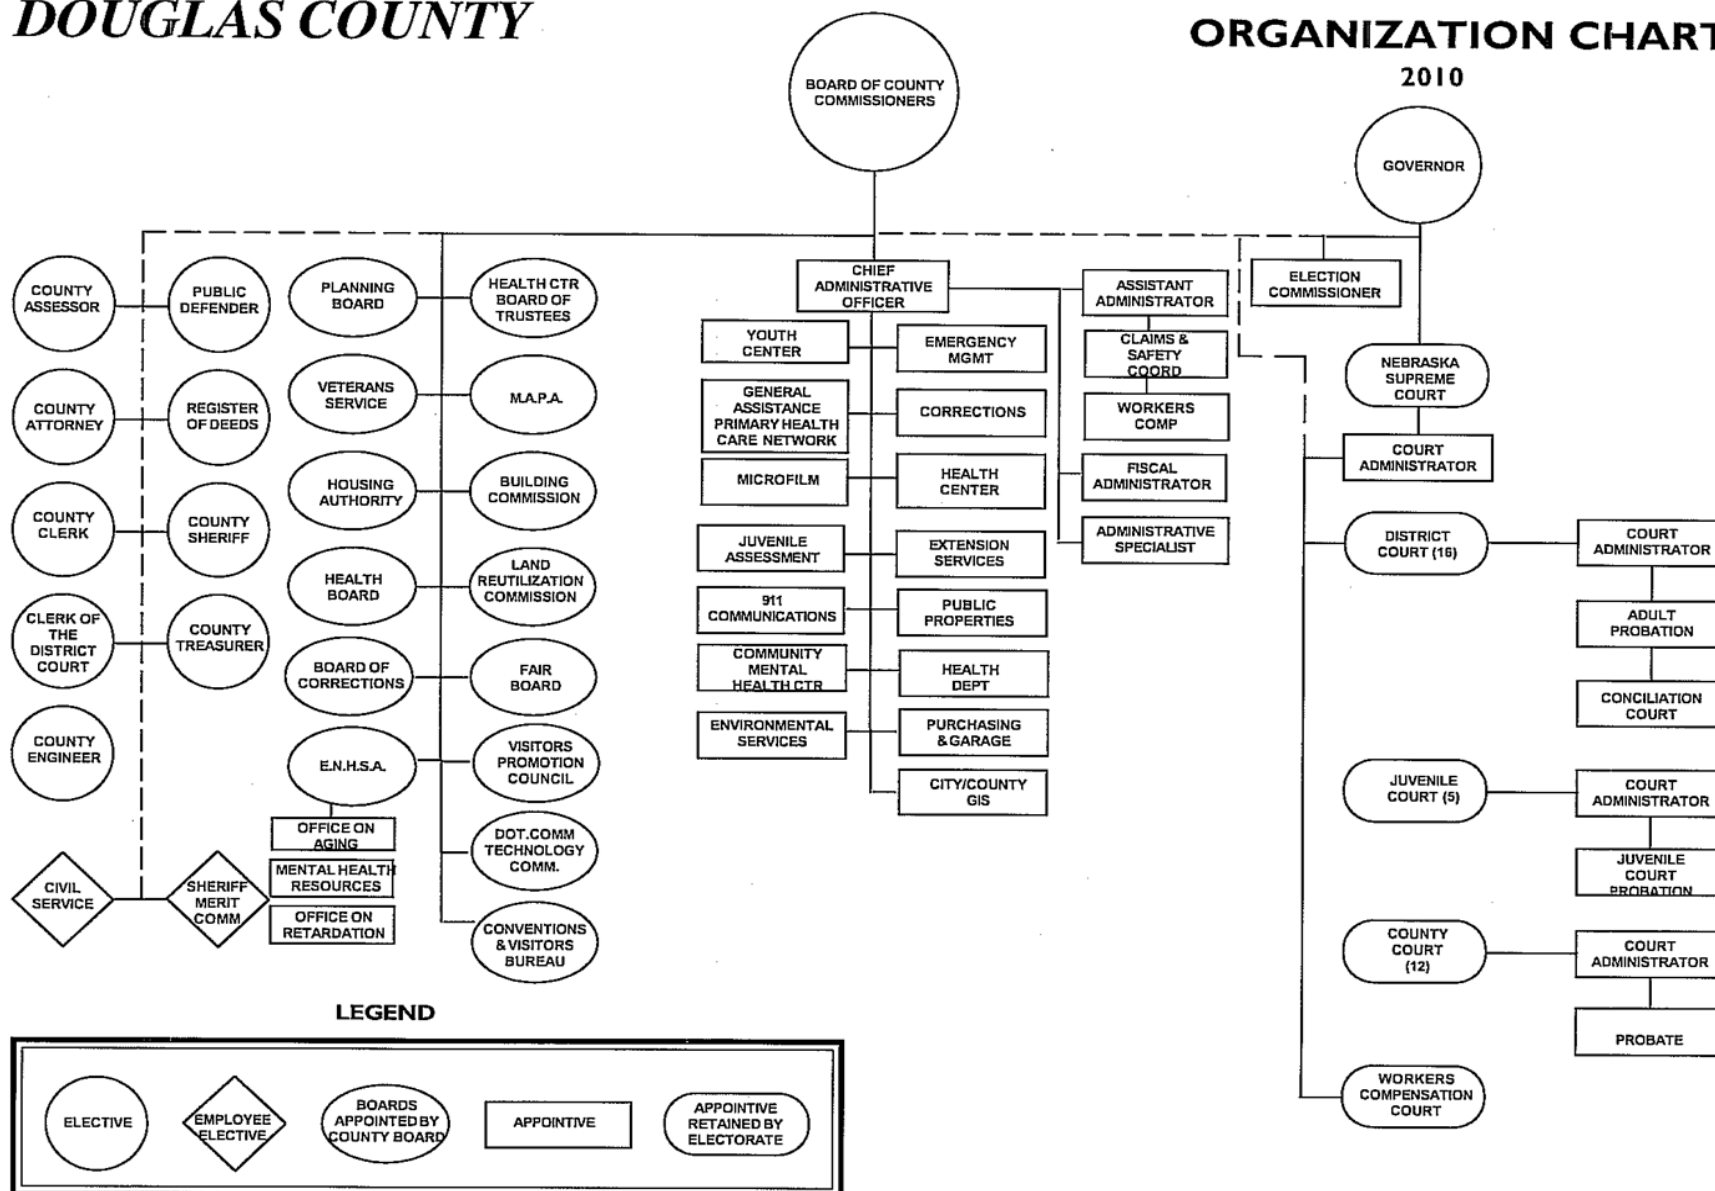 DOUGLAS COUNTY
ORGANIZATION CHART
2010
BOARD OF COUNTY
COMMISSIONERS
GOVERNOR
COUNTY
ASSESSOR
PUBLIC
DEFENDER
COUNTY
ATTORNEY
REGISTER
OF DEEDS
COUNTY
CLERK
COUNTY
SHERIFF
CLERK OF
THE
DISTRICT
COURT
COUNTY
TREASURER
COUNTY
ENGINEER
CIVIL
SERVICE
SHERIFF
MERIT
COMM
PLANNING
BOARD
HEALTH CTR
BOARD OF
TRUSTEES
VETERANS
SERVICE
M.A.P.A.
HOUSING
AUTHORITY
BUILDING
COMMISSION
HEALTH
BOARD
LAND
REUTILIZATION
COMMISSION
BOARD OF
CORRECTIONS
FAIR
BOARD
E.N.H.S.A.
VISITORS
PROMOTION
COUNCIL
OFFICE ON
AGING
MENTAL HEALTH
RESOURCES
OFFICE ON
RETARDATION
DOT.COMM
TECHNOLOGY
COMM.
CONVENTIONS
& VISITORS
BUREAU
CHIEF
ADMINISTRATIVE
OFFICER
YOUTH
CENTER
EMERGENCY
MGMT
GENERAL
ASSISTANCE
PRIMARY HEALTH
CARE NETWORK
CORRECTIONS
MICROFILM
HEALTH
CENTER
JUVENILE
ASSESSMENT
EXTENSION
SERVICES
911
COMMUNICATIONS
PUBLIC
PROPERTIES
COMMUNITY
MENTAL
HEALTH CTR
HEALTH
DEPT
ENVIRONMENTAL
SERVICES
PURCHASING
& GARAGE
CITY/COUNTY
GIS
ASSISTANT
ADMINISTRATOR
CLAIMS &
SAFETY
COORD
WORKERS
COMP
FISCAL
ADMINISTRATOR
ADMINISTRATIVE
SPECIALIST
ELECTION
COMMISSIONER
NEBRASKA
SUPREME
COURT
COURT
ADMINISTRATOR
DISTRICT
COURT (16)
COURT
ADMINISTRATOR
ADULT
PROBATION
CONCILIATION
COURT
JUVENILE
COURT (5)
COURT
ADMINISTRATOR
JUVENILE
COURT
PROBATION
COUNTY
COURT
(12)
COURT
ADMINISTRATOR
PROBATE
WORKERS
COMPENSATION
COURT
LEGEND
ELECTIVE
EMPLOYEE
ELECTIVE
BOARDS
APPOINTED BY
COUNTY BOARD
APPOINTIVE
APPOINTIVE
RETAINED BY
ELECTORATE